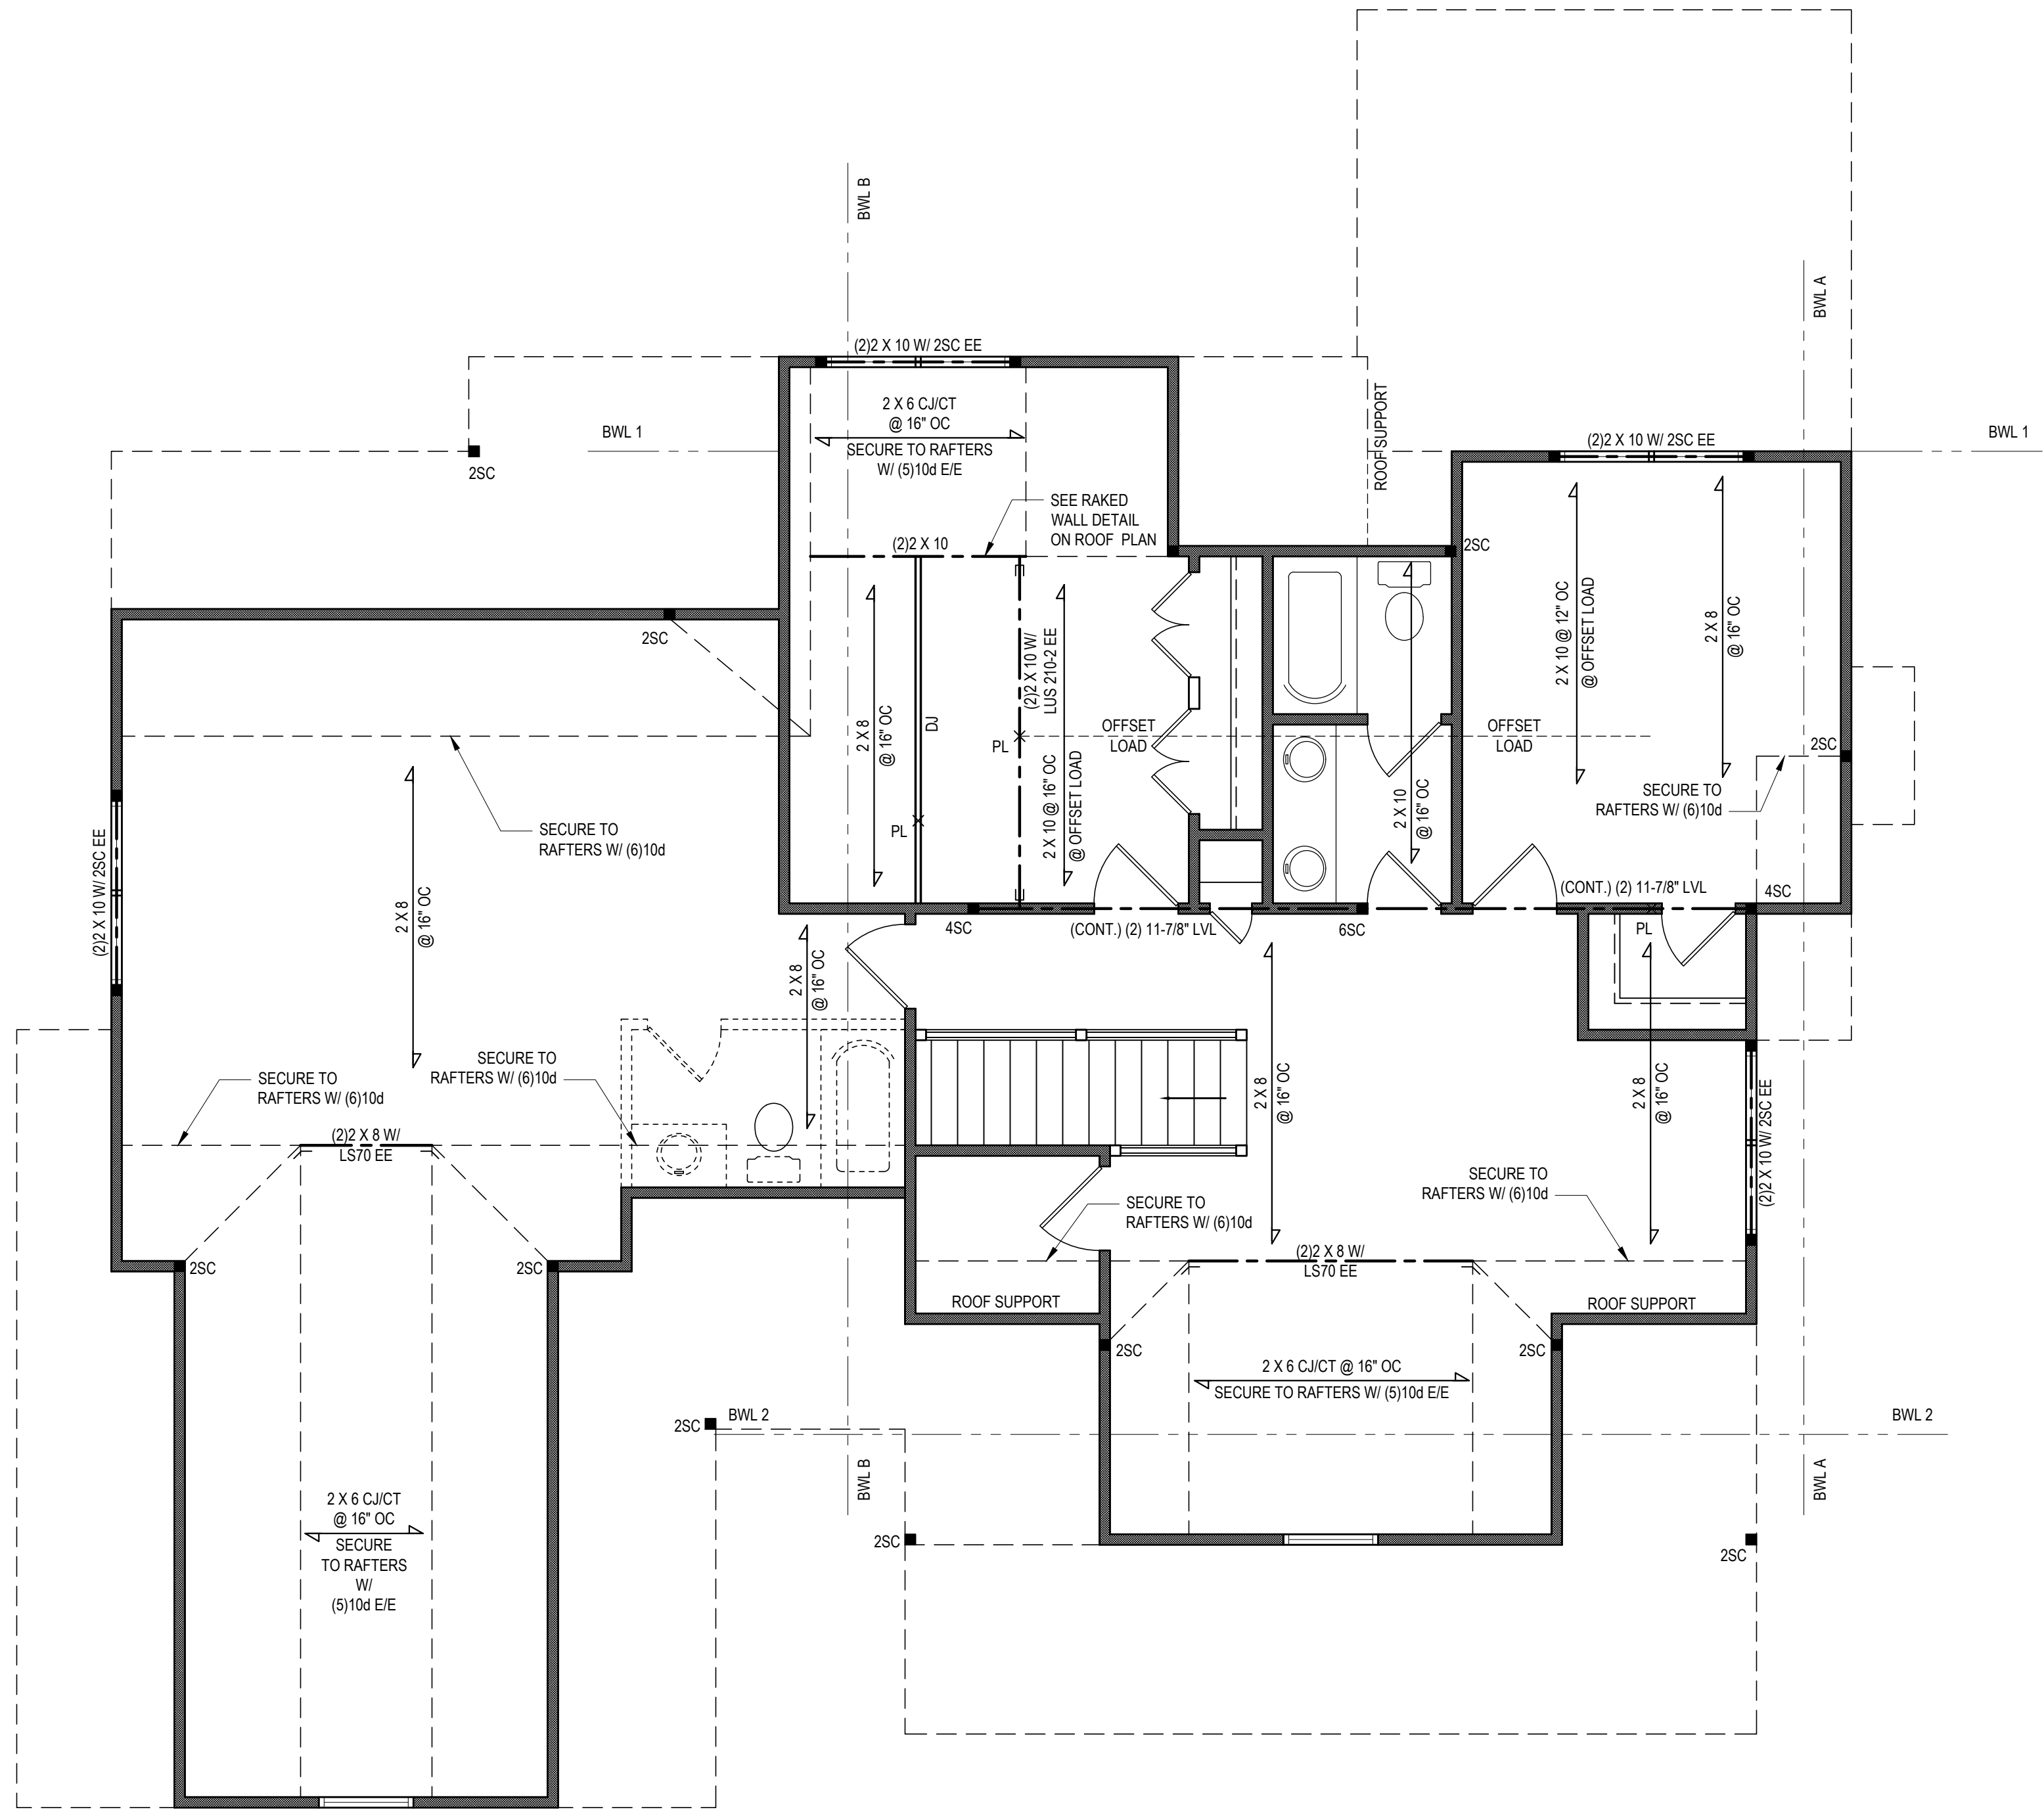 BWL B
BWL A
(2)2 X 10 W/ 2SC EE
2 X 6 CJ/CT
@ 16" OC
SECURE TO RAFTERS
W/ (5)10d E/E
ROOF SUPPORT
BWL 1
2SC
(2)2 X 10 W/ 2SC EE
BWL 1
SEE RAKED
WALL DETAIL
ON ROOF PLAN
(2)2 X 10
2SC
2SC
(2)2 X 10 W/
LUS 210-2 EE
2 X 8
@ 16" OC
DJ
PL
PL
2 X 10 @ 16" OC
@ OFFSET LOAD
OFFSET
LOAD
2 X 10
@ 16" OC
2 X 10 @ 12" OC
@ OFFSET LOAD
2 X 8
@ 16" OC
OFFSET
LOAD
2SC
SECURE TO
RAFTERS W/ (6)10d
SECURE TO
RAFTERS W/ (6)10d
(2)2 X 10 W/ 2SC EE
2 X 8
@ 16" OC
2 X 8
@ 16" OC
4SC
(CONT.) (2) 11-7/8" LVL
6SC
(CONT.) (2) 11-7/8" LVL
4SC
PL
2 X 8
@ 16" OC
2 X 8
@ 16" OC
(2)2 X 10 W/ 2SC EE
SECURE TO
RAFTERS W/ (6)10d
SECURE TO
RAFTERS W/ (6)10d
(2)2 X 8 W/
LS70 EE
SECURE TO
RAFTERS W/ (6)10d
SECURE TO
RAFTERS W/ (6)10d
2SC
2SC
(2)2 X 8 W/
LS70 EE
ROOF SUPPORT
ROOF SUPPORT
2SC
2SC
2 X 6 CJ/CT @ 16" OC
SECURE TO RAFTERS W/ (5)10d E/E
2SC
BWL 2
BWL 2
BWL B
BWL A
2 X 6 CJ/CT
@ 16" OC
SECURE
TO RAFTERS
W/
(5)10d E/E
2SC
2SC